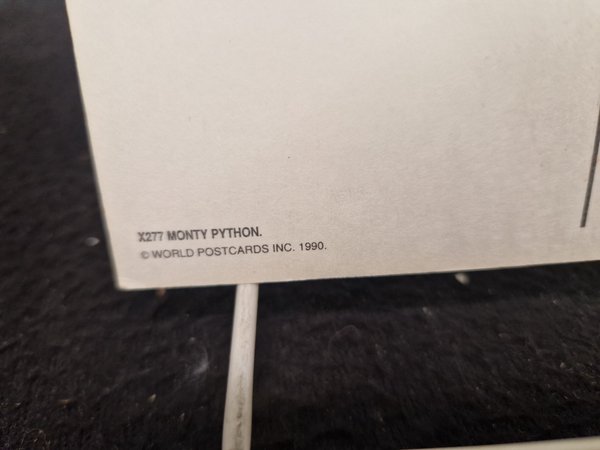 X277 MONTY PYTHON.
© WORLD POSTCARDS INC. 1990.